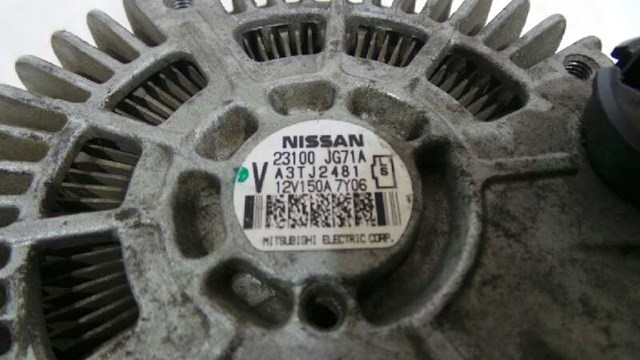 NISSAN
23100 JG71A
V A3TJ2481 S
12V150A 7Y06
MITSUBISHI ELECTRIC CORP.